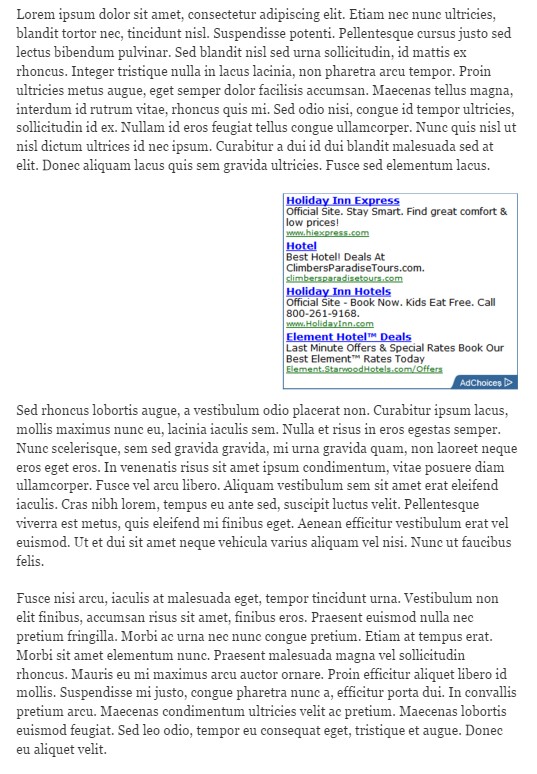 Lorem ipsum dolor sit amet, consectetur adipiscing elit. Etiam nec nunc ultricies,
blandit tortor nec, tincidunt nisl. Suspendisse potenti. Pellentesque cursus justo sed
lectus bibendum pulvinar. Sed blandit nisl sed urna sollicitudin, id mattis ex
rhoncus. Integer tristique nulla in lacus lacinia, non pharetra arcu tempor. Proin
ultricies metus augue, eget semper dolor facilisis accumsan. Maecenas tellus magna,
interdum id rutrum vitae, rhoncus quis mi. Sed odio nisi, congue id tempor ultricies,
sollicitudin id ex. Nullam id eros feugiat tellus congue ullamcorper. Nunc quis nisl ut
nisl dictum ultrices id nec ipsum. Curabitur a dui id dui blandit malesuada sed at
elit. Donec aliquam lacus quis sem gravida ultricies. Fusce sed elementum lacus.
Holiday Inn Express
Official Site. Stay Smart. Find great comfort &
low prices!
www.hiexpress.com
Hotel
Best Hotel! Deals At
ClimbersParadiseTours.com.
climbersparadisetours.com
Holiday Inn Hotels
Official Site - Book Now. Kids Eat Free. Call
800-261-9168.
www.HolidayInn.com
Element Hotel™ Deals
Last Minute Offers & Special Rates Book Our
Best Element™ Rates Today
Element.StarwoodHotels.com/Offers
AdChoices
Sed rhoncus lobortis augue, a vestibulum odio placerat non. Curabitur ipsum lacus,
mollis maximus nunc eu, lacinia iaculis sem. Nulla et risus in eros egestas semper.
Nunc scelerisque, sem sed gravida gravida, mi urna gravida quam, non laoreet neque
eros eget eros. In venenatis risus sit amet ipsum condimentum, vitae posuere diam
ullamcorper. Fusce vel arcu libero. Aliquam vestibulum sem sit amet erat eleifend
iaculis. Cras nibh lorem, tempus eu ante sed, suscipit luctus velit. Pellentesque
viverra est metus, quis eleifend mi finibus eget. Aenean efficitur vestibulum erat vel
euismod. Ut et dui sit amet neque vehicula varius aliquam vel nisi. Nunc ut faucibus
felis.
Fusce nisi arcu, iaculis at malesuada eget, tempor tincidunt urna. Vestibulum non
elit finibus, accumsan risus sit amet, finibus eros. Praesent euismod nulla nec
pretium fringilla. Morbi ac urna nec nunc congue pretium. Etiam at tempus erat.
Morbi sit amet elementum nunc. Praesent malesuada magna vel sollicitudin
rhoncus. Mauris eu mi maximus arcu auctor ornare. Proin efficitur aliquet libero id
mollis. Suspendisse mi justo, congue pharetra nunc a, efficitur porta dui. In convallis
pretium arcu. Maecenas condimentum ultricies velit ac pretium. Maecenas lobortis
euismod feugiat. Sed leo odio, tempor eu consequat eget, tristique et augue. Donec
eu aliquet velit.